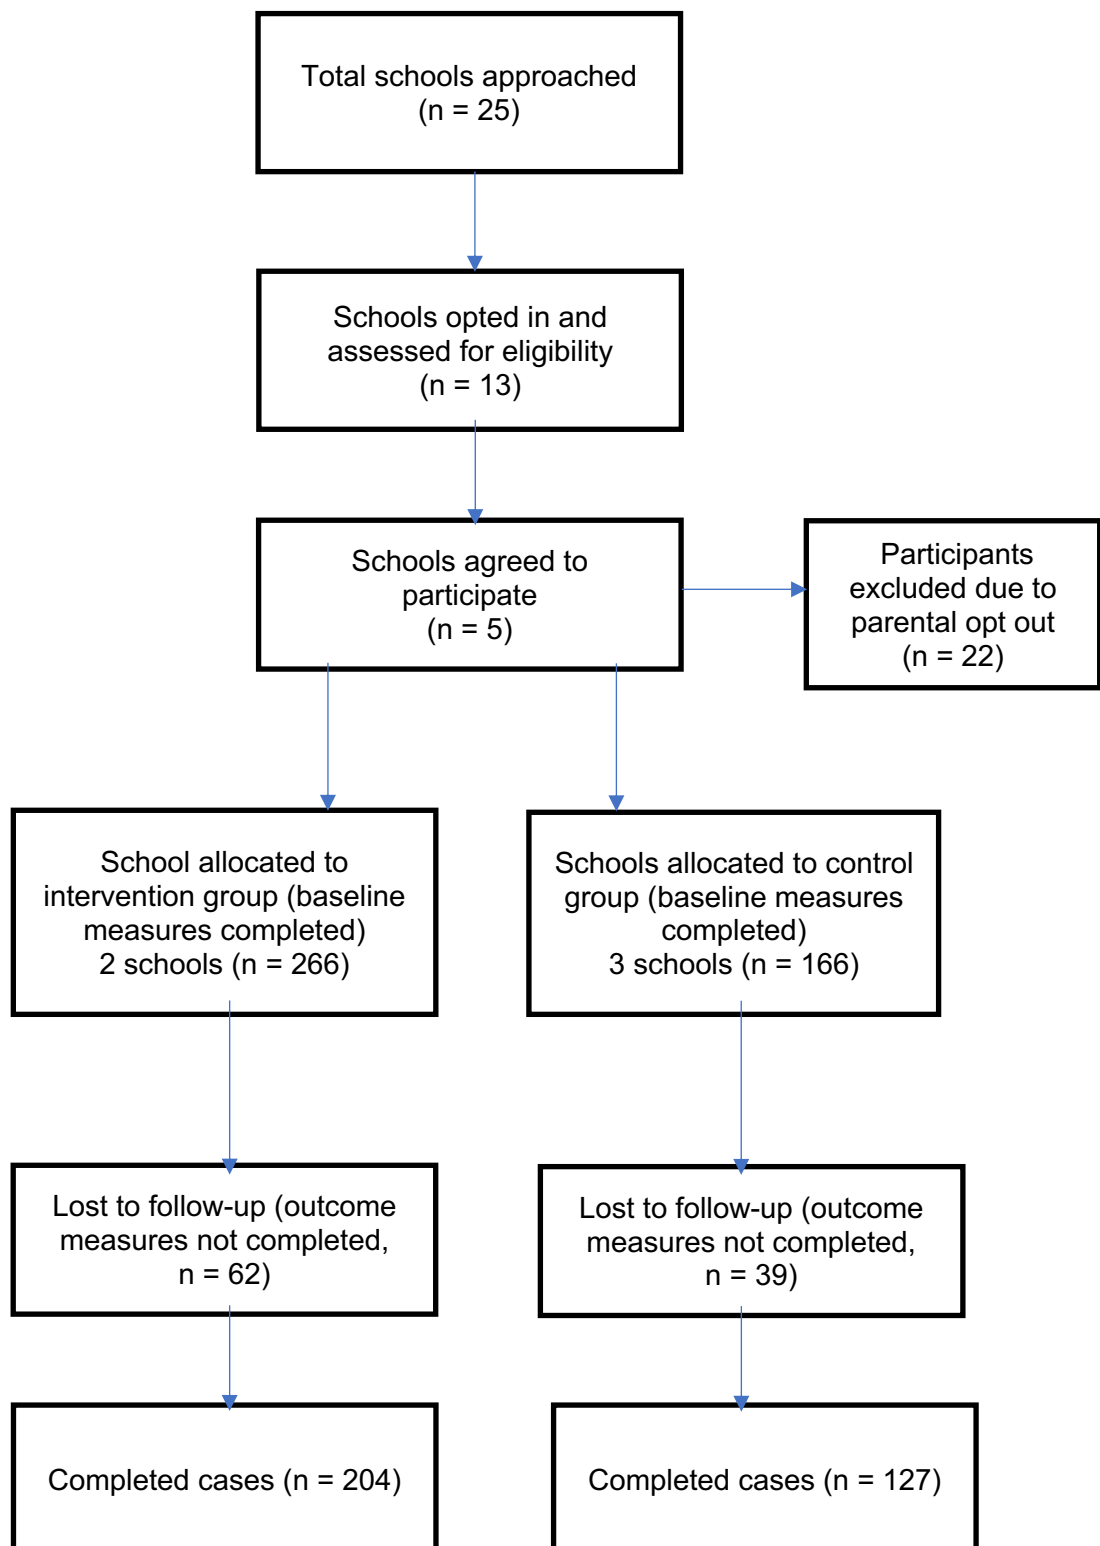 Total schools approached
(n = 25)
Schools opted in and
assessed for eligibility
(n = 13)
Schools agreed to
participate
(n = 5)
Participants
excluded due to
parental opt out
(n = 22)
School allocated to
intervention group (baseline
measures completed)
2 schools (n = 266)
Schools allocated to control
group (baseline measures
completed)
3 schools (n = 166)
Lost to follow-up (outcome
measures not completed,
n = 62)
Lost to follow-up (outcome
measures not completed,
n = 39)
Completed cases (n = 204)
Completed cases (n = 127)